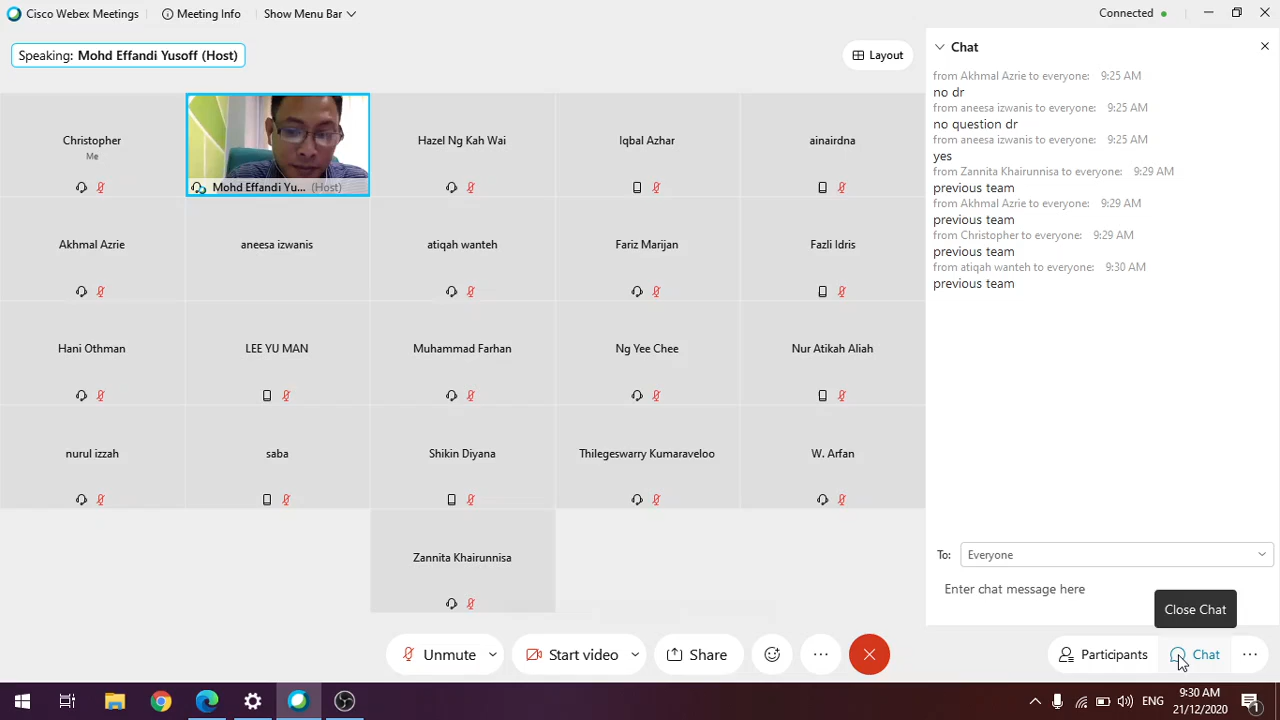 Cisco Webex Meetings
Meeting Info
Show Menu Bar
Connected
Speaking: Mohd Effandi Yusoff (Host)
Layout
Christopher
Me
Mohd Effandi Yu... (Host)
Hazel Ng Kah Wai
Iqbal Azhar
ainairdna
Akhmal Azrie
aneesa izwanis
atiqah wanteh
Fariz Marijan
Fazli Idris
Hani Othman
LEE YU MAN
Muhammad Farhan
Ng Yee Chee
Nur Atikah Aliah
nurul izzah
saba
Shikin Diyana
Thilegeswarry Kumaraveloo
W. Arfan
Zannita Khairunnisa
Chat
from Akhmal Azrie to everyone: 9:25 AM
no dr
from aneesa izwanis to everyone: 9:25 AM
no question dr
from aneesa izwanis to everyone: 9:25 AM
yes
from Zannita Khairunnisa to everyone: 9:29 AM
previous team
from Akhmal Azrie to everyone: 9:29 AM
previous team
from Christopher to everyone: 9:29 AM
previous team
from atiqah wanteh to everyone: 9:30 AM
previous team
To: Everyone
Enter chat message here
Close Chat
Unmute
Start video
Share
Participants
Chat
ENG
9:30 AM
21/12/2020
1